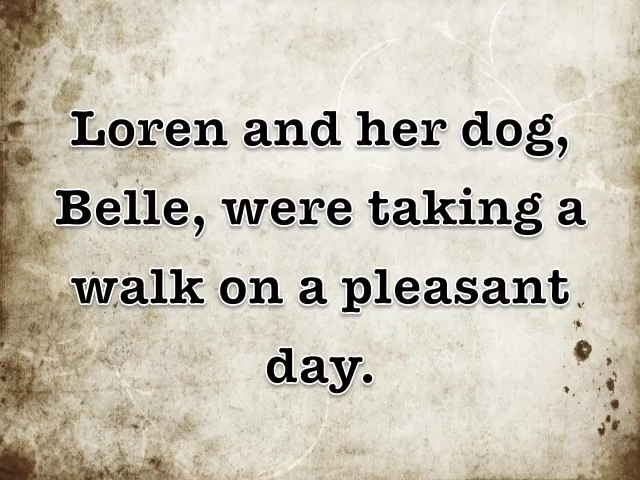 Loren and her dog,
Belle, were taking a
walk on a pleasant
day.